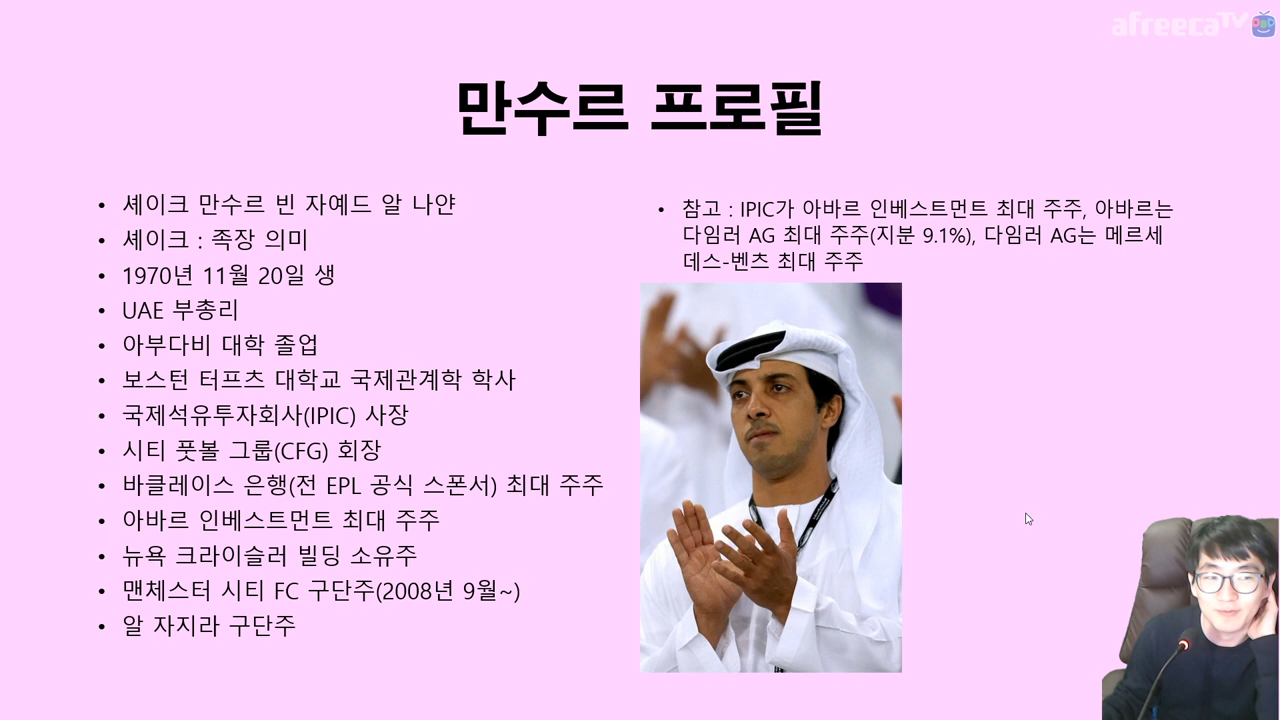 afreecaTV
만수르 프로필
• 셰이크 만수르 빈 자예드 알 나얀
• 셰이크 : 족장 의미
• 1970년 11월 20일 생
• UAE 부총리
• 아부다비 대학 졸업
• 보스턴 터프츠 대학교 국제관계학 학사
• 국제석유투자회사(IPIC) 사장
• 시티 풋볼 그룹(CFG) 회장
• 바클레이스 은행(전 EPL 공식 스폰서) 최대 주주
• 아바르 인베스트먼트 최대 주주
• 뉴욕 크라이슬러 빌딩 소유주
• 맨체스터 시티 FC 구단주(2008년 9월~)
• 알 자지라 구단주
• 참고 : IPIC가 아바르 인베스트먼트 최대 주주, 아바르는
다임러 AG 최대 주주(지분 9.1%), 다임러 AG는 메르세
데스-벤츠 최대 주주